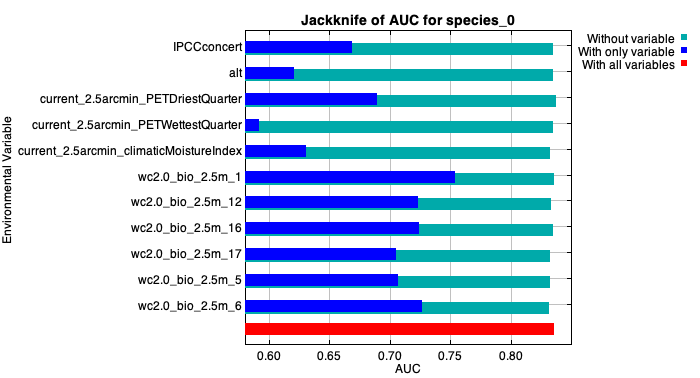 Jackknife of AUC for species_0
Without variable
With only variable
With all variables
Environmental Variable
IPCCconcert
alt
current_2.5arcmin_PETDriestQuarter
current_2.5arcmin_PETWettestQuarter
current_2.5arcmin_climaticMoistureIndex
wc2.0_bio_2.5m_1
wc2.0_bio_2.5m_12
wc2.0_bio_2.5m_16
wc2.0_bio_2.5m_17
wc2.0_bio_2.5m_5
wc2.0_bio_2.5m_6
0.60 0.65 0.70 0.75 0.80
AUC